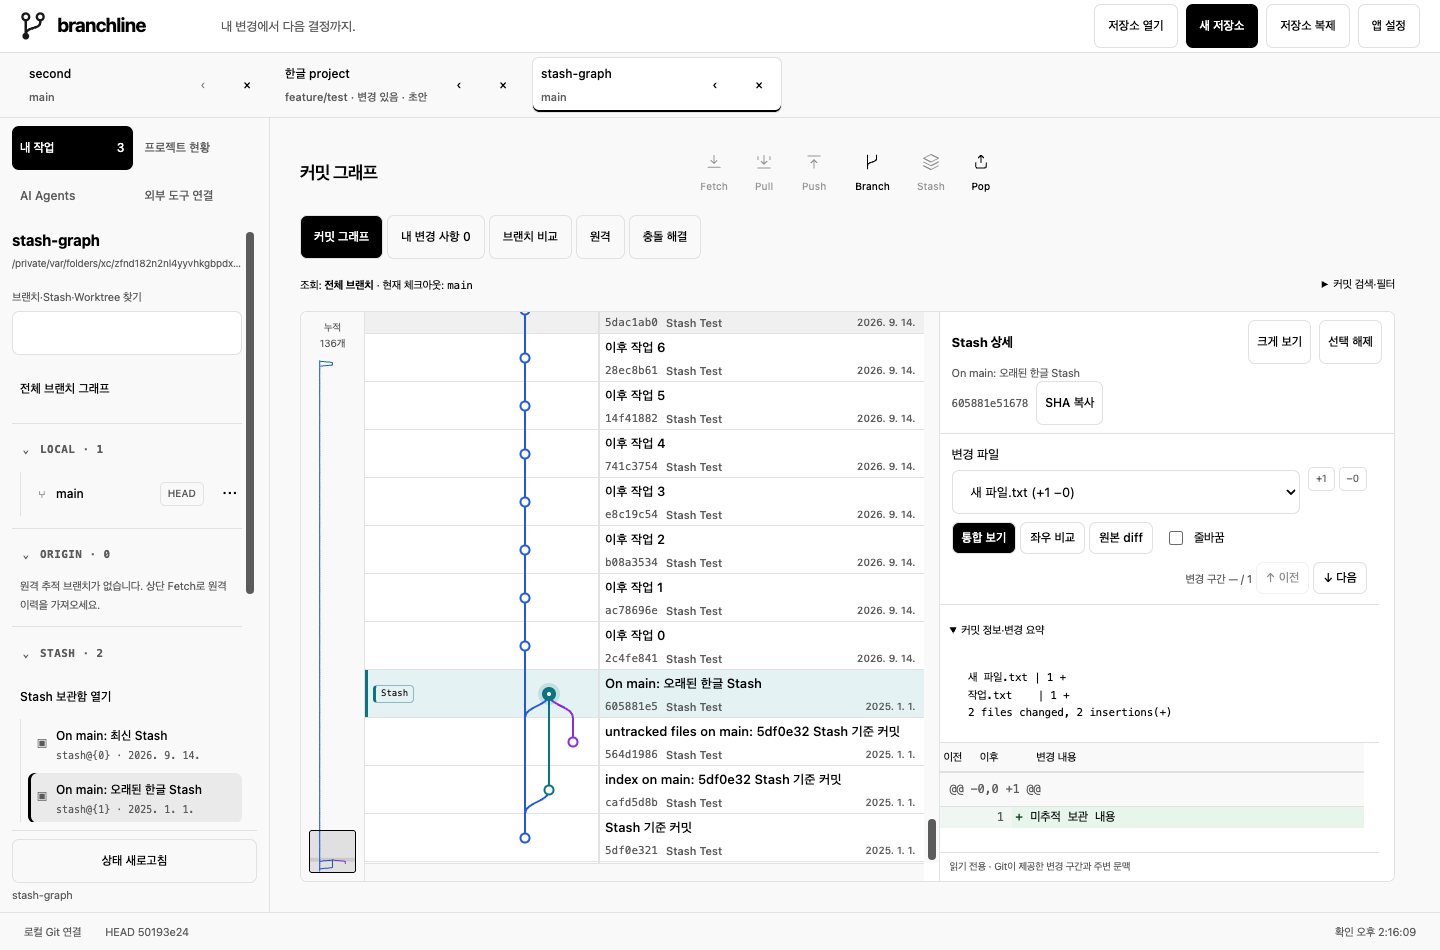 branchline
내 변경에서 다음 결정까지.
저장소 열기
새 저장소
저장소 복제
앱 설정
second
main
한글 project
feature/test · 변경 있음 · 초안
stash-graph
main
내 작업 3
프로젝트 현황
AI Agents
외부 도구 연결
stash-graph
/private/var/folders/xc/zfnd182n2nl4yyvhkgbpdx...
브랜치·Stash·Worktree 찾기
전체 브랜치 그래프
LOCAL · 1
main HEAD ···
ORIGIN · 0
원격 추적 브랜치가 없습니다. 상단 Fetch로 원격
이력을 가져오세요.
STASH · 2
Stash 보관함 열기
On main: 최신 Stash
stash@{0} · 2026. 9. 14.
On main: 오래된 한글 Stash
stash@{1} · 2025. 1. 1.
상태 새로고침
stash-graph
커밋 그래프
Fetch
Pull
Push
Branch
Stash
Pop
커밋 그래프
내 변경 사항 0
브랜치 비교
원격
충돌 해결
조회: 전체 브랜치 · 현재 체크아웃: main
▶ 커밋 검색·필터
누적
136개
5dac1ab0 Stash Test 2026. 9. 14.
이후 작업 6
28ec8b61 Stash Test 2026. 9. 14.
이후 작업 5
14f41882 Stash Test 2026. 9. 14.
이후 작업 4
741c3754 Stash Test 2026. 9. 14.
이후 작업 3
e8c19c54 Stash Test 2026. 9. 14.
이후 작업 2
b08a3534 Stash Test 2026. 9. 14.
이후 작업 1
ac78696e Stash Test 2026. 9. 14.
이후 작업 0
2c4fe841 Stash Test 2026. 9. 14.
Stash
On main: 오래된 한글 Stash
605881e5 Stash Test 2025. 1. 1.
untracked files on main: 5df0e32 Stash 기준 커밋
564d1986 Stash Test 2025. 1. 1.
index on main: 5df0e32 Stash 기준 커밋
cafd5d8b Stash Test 2025. 1. 1.
Stash 기준 커밋
5df0e321 Stash Test 2025. 1. 1.
Stash 상세
크게 보기
선택 해제
On main: 오래된 한글 Stash
605881e51678
SHA 복사
변경 파일
새 파일.txt (+1 −0)
+1 −0
통합 보기
좌우 비교
원본 diff
줄바꿈
변경 구간 — / 1
↑ 이전
↓ 다음
▼ 커밋 정보·변경 요약
새 파일.txt | 1 +
작업.txt | 1 +
2 files changed, 2 insertions(+)
이전 이후 변경 내용
@@ -0,0 +1 @@
1 + 미추적 보관 내용
읽기 전용 · Git이 제공한 변경 구간과 주변 문맥
로컬 Git 연결
HEAD 50193e24
확인 오후 2:16:09